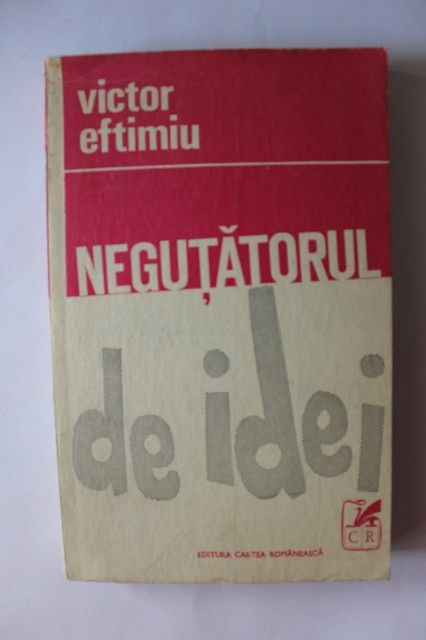 victor
eftimiu
NEGUȚĂTORUL
de idei
CR
EDITURA CARTEA ROMÂNEASCĂ